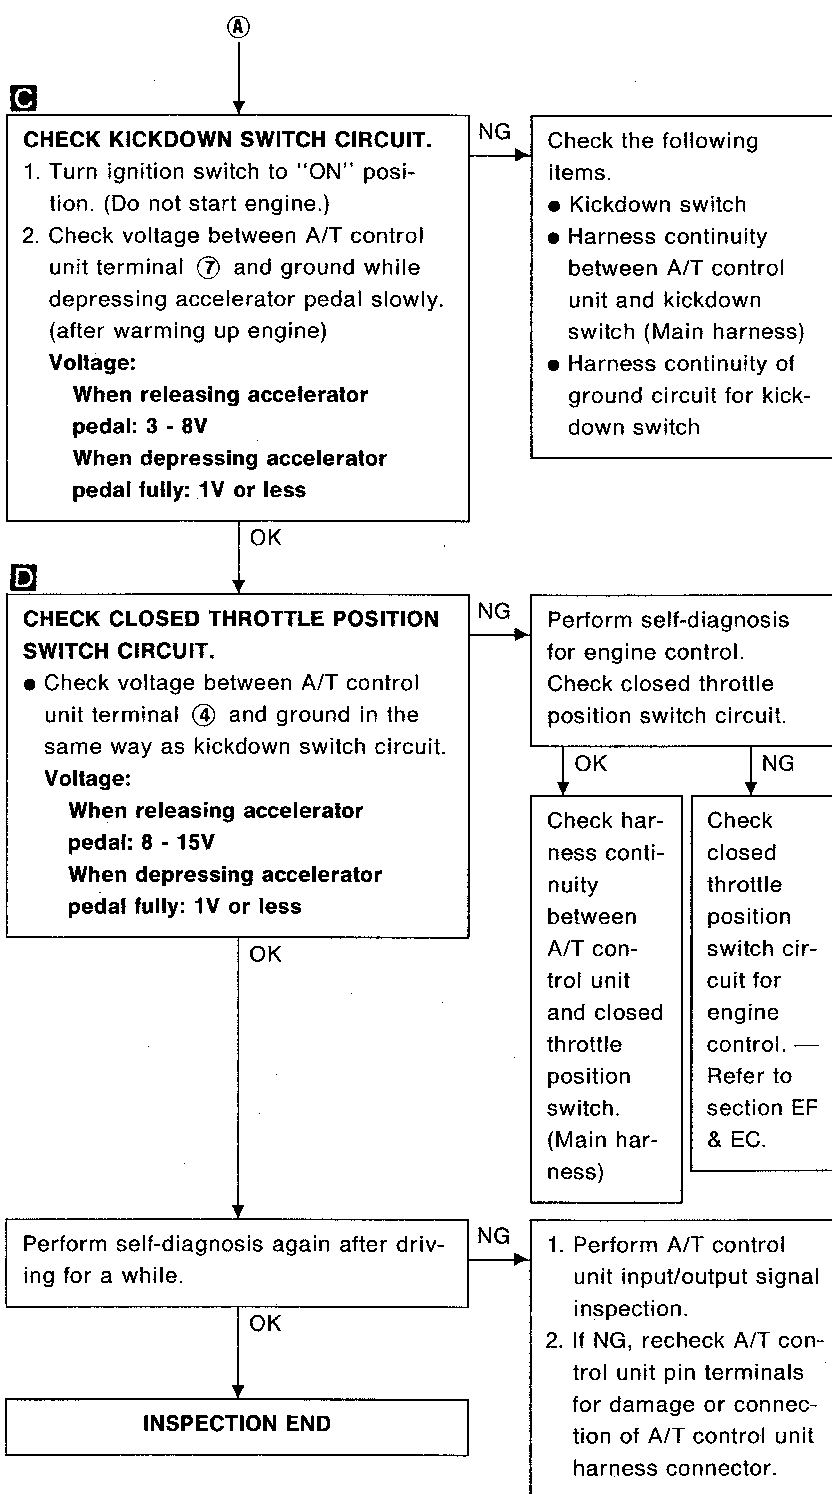 A
C
CHECK KICKDOWN SWITCH CIRCUIT.
1. Turn ignition switch to "ON" posi-
tion. (Do not start engine.)
2. Check voltage between A/T control
unit terminal ⑦ and ground while
depressing accelerator pedal slowly.
(after warming up engine)
Voltage:
When releasing accelerator
pedal: 3 - 8V
When depressing accelerator
pedal fully: 1V or less
NG
Check the following
items.
● Kickdown switch
● Harness continuity
between A/T control
unit and kickdown
switch (Main harness)
● Harness continuity of
ground circuit for kick-
down switch
OK
D
CHECK CLOSED THROTTLE POSITION
SWITCH CIRCUIT.
● Check voltage between A/T control
unit terminal ④ and ground in the
same way as kickdown switch circuit.
Voltage:
When releasing accelerator
pedal: 8 - 15V
When depressing accelerator
pedal fully: 1V or less
NG
Perform self-diagnosis
for engine control.
Check closed throttle
position switch circuit.
OK
NG
Check har-
ness conti-
nuity
between
A/T con-
trol unit
and closed
throttle
position
switch.
(Main har-
ness)
Check
closed
throttle
position
switch cir-
cuit for
engine
control. —
Refer to
section EF
& EC.
OK
Perform self-diagnosis again after driv-
ing for a while.
NG
1. Perform A/T control
unit input/output signal
inspection.
2. If NG, recheck A/T con-
trol unit pin terminals
for damage or connec-
tion of A/T control unit
harness connector.
OK
INSPECTION END